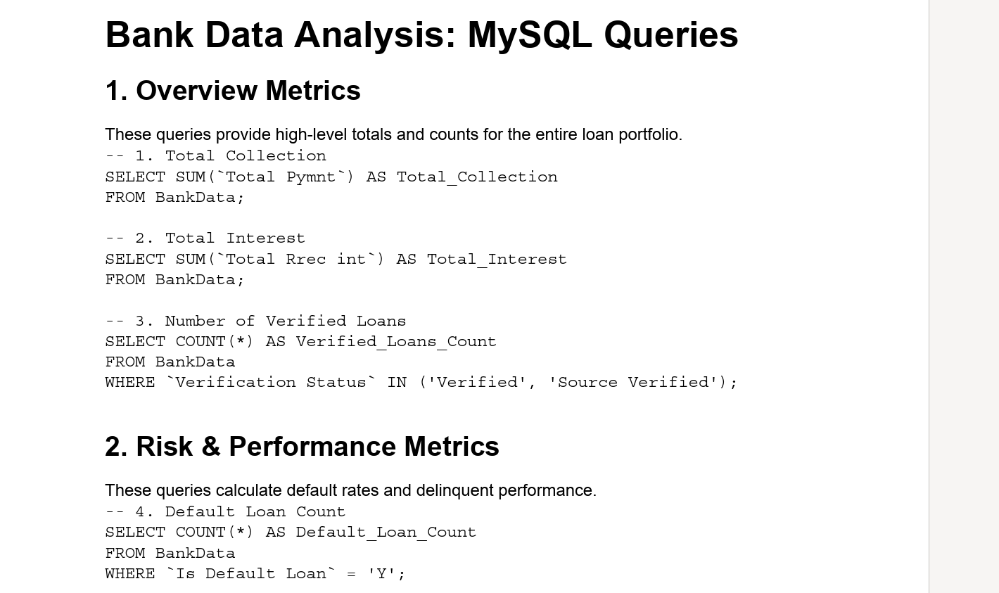 Bank Data Analysis: MySQL Queries
1. Overview Metrics
These queries provide high-level totals and counts for the entire loan portfolio.
-- 1. Total Collection
SELECT SUM(`Total Pymnt`) AS Total_Collection
FROM BankData;
-- 2. Total Interest
SELECT SUM(`Total Rrec int`) AS Total_Interest
FROM BankData;
-- 3. Number of Verified Loans
SELECT COUNT(*) AS Verified_Loans_Count
FROM BankData
WHERE `Verification Status` IN ('Verified', 'Source Verified');
2. Risk & Performance Metrics
These queries calculate default rates and delinquent performance.
-- 4. Default Loan Count
SELECT COUNT(*) AS Default_Loan_Count
FROM BankData
WHERE `Is Default Loan` = 'Y';